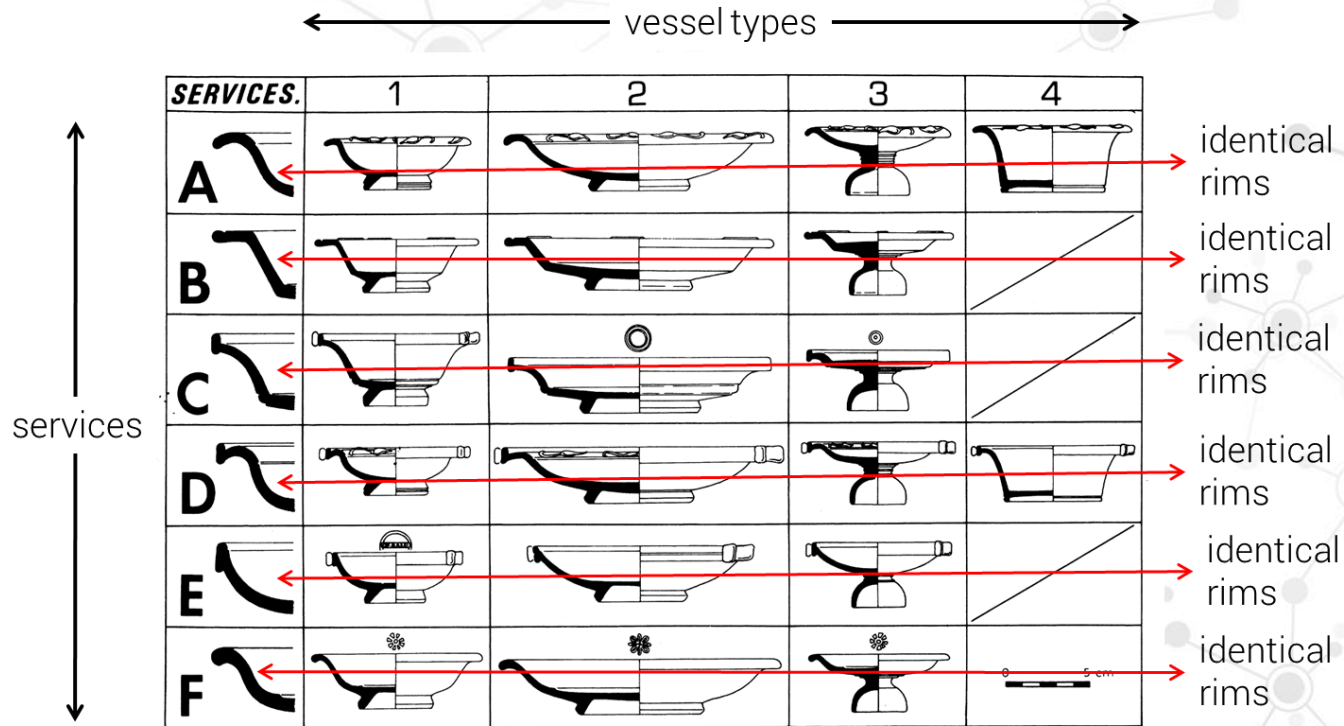 vessel types
SERVICES. 1 2 3 4
A
identical
rims
B
identical
rims
C
identical
rims
services
D
identical
rims
E
identical
rims
F
identical
rims
0 5 cm